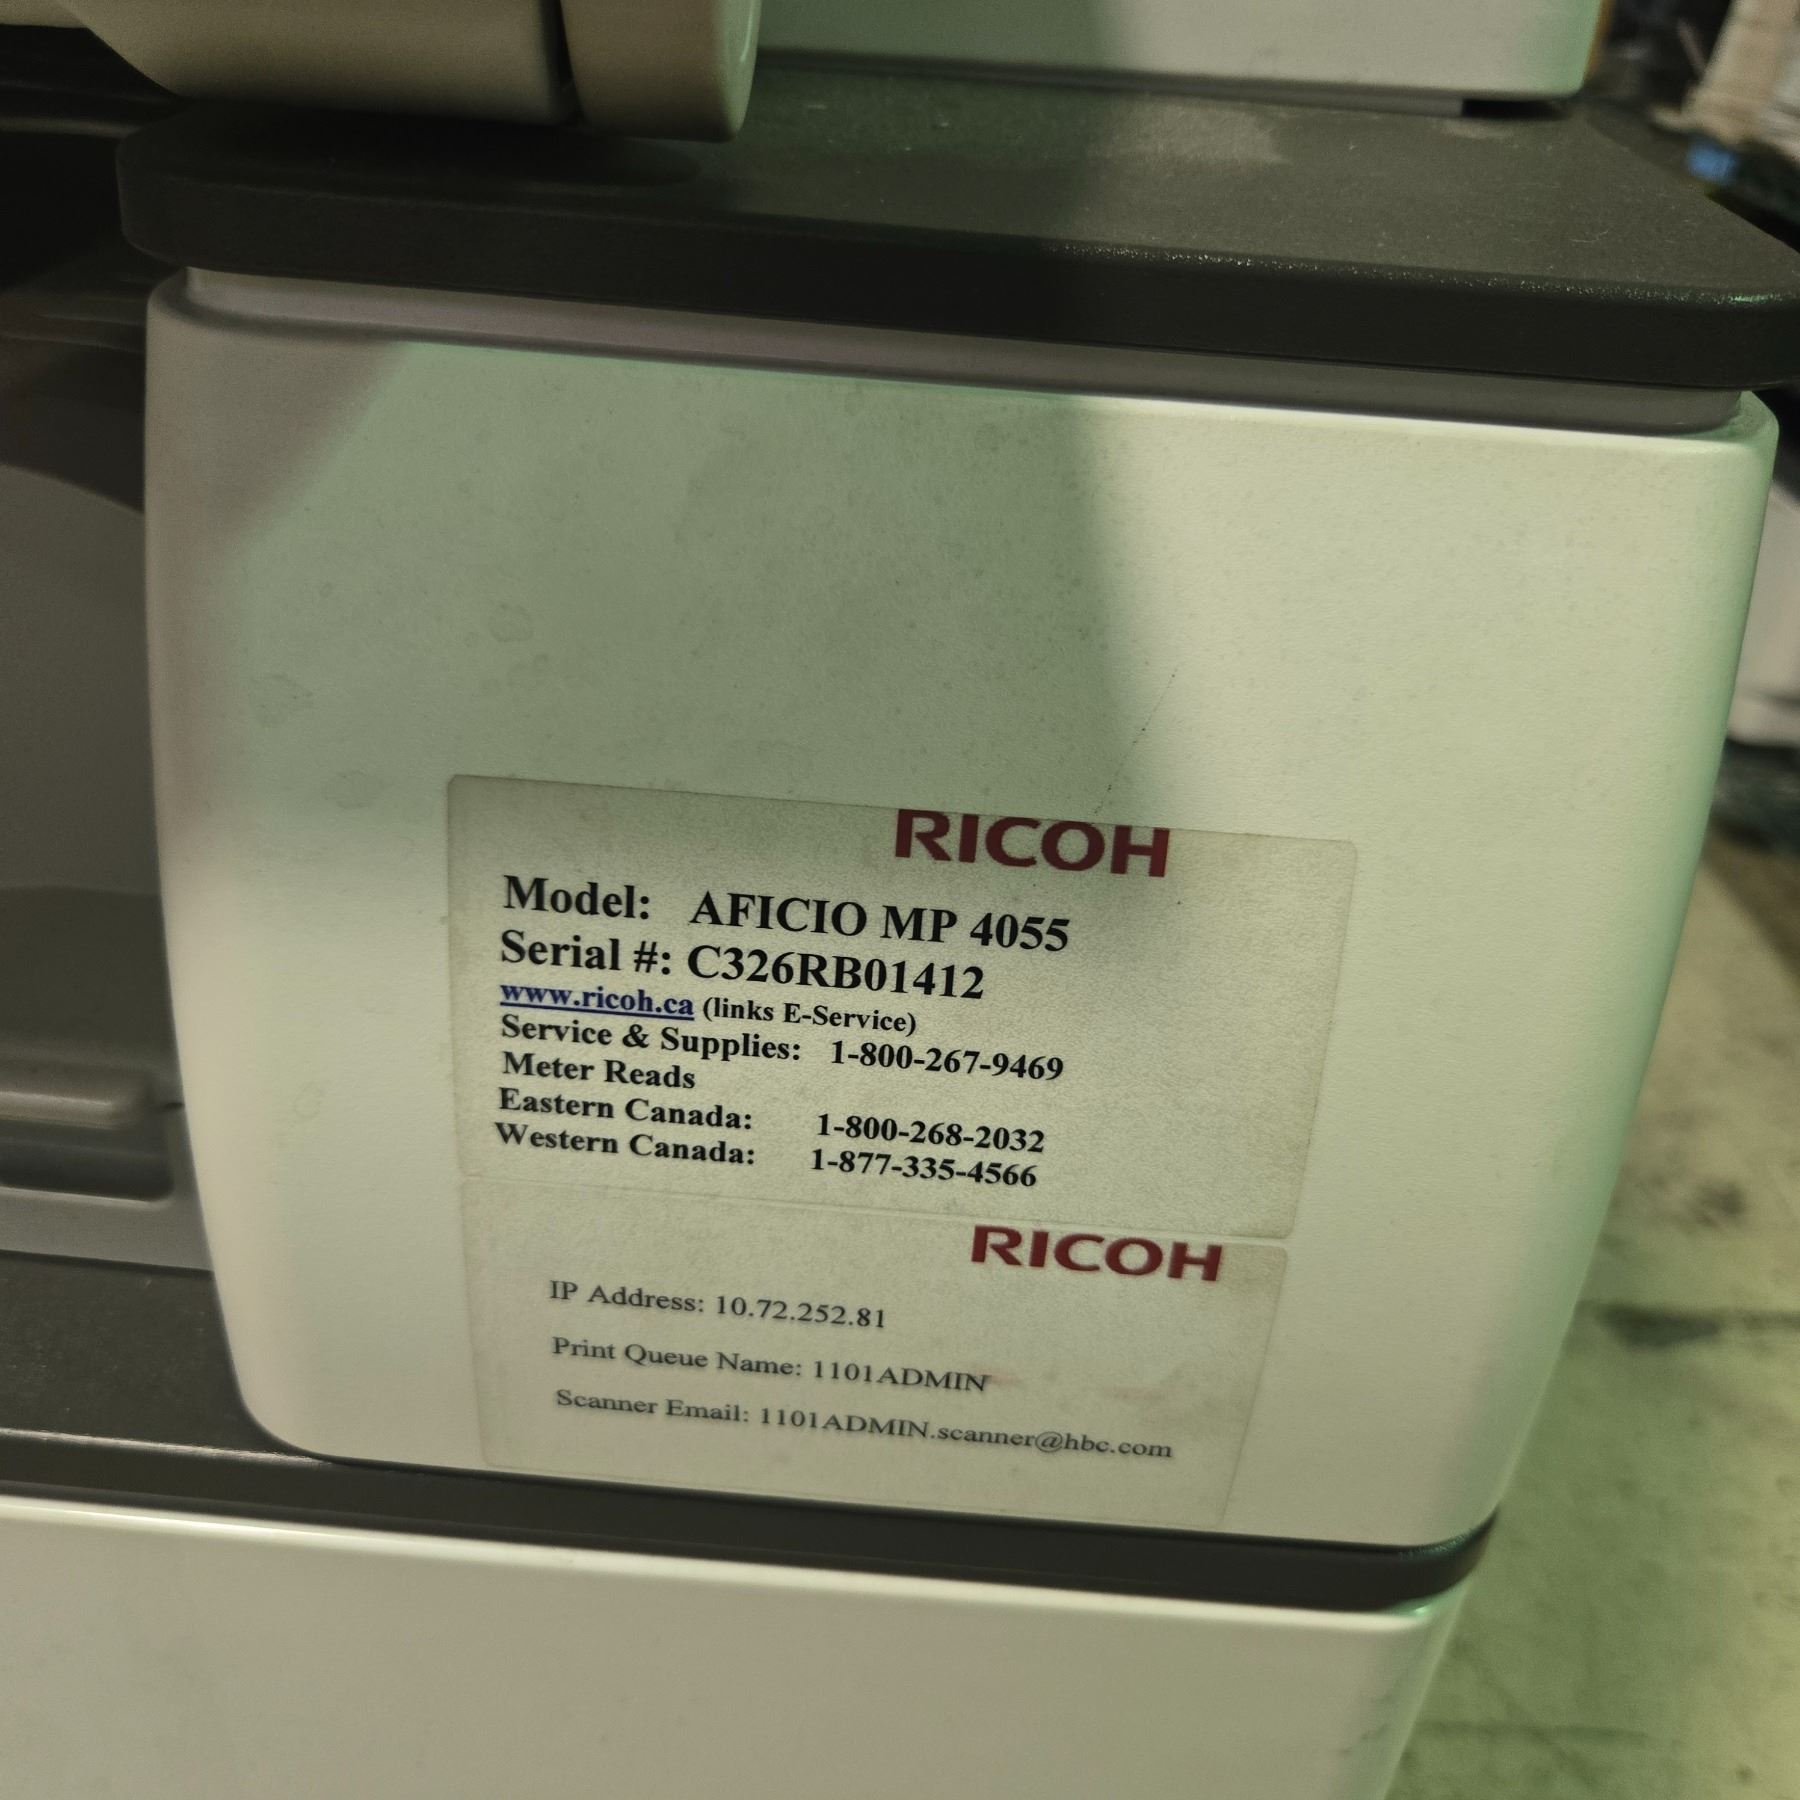 RICOH
Model: AFICIO MP 4055
Serial #: C326RB01412
www.ricoh.ca (links E-Service)
Service & Supplies: 1-800-267-9469
Meter Reads
Eastern Canada: 1-800-268-2032
Western Canada: 1-877-335-4566
RICOH
IP Address: 10.72.252.81
Print Queue Name: 1101ADMIN
Scanner Email: 1101ADMIN.scanner@hbc.com